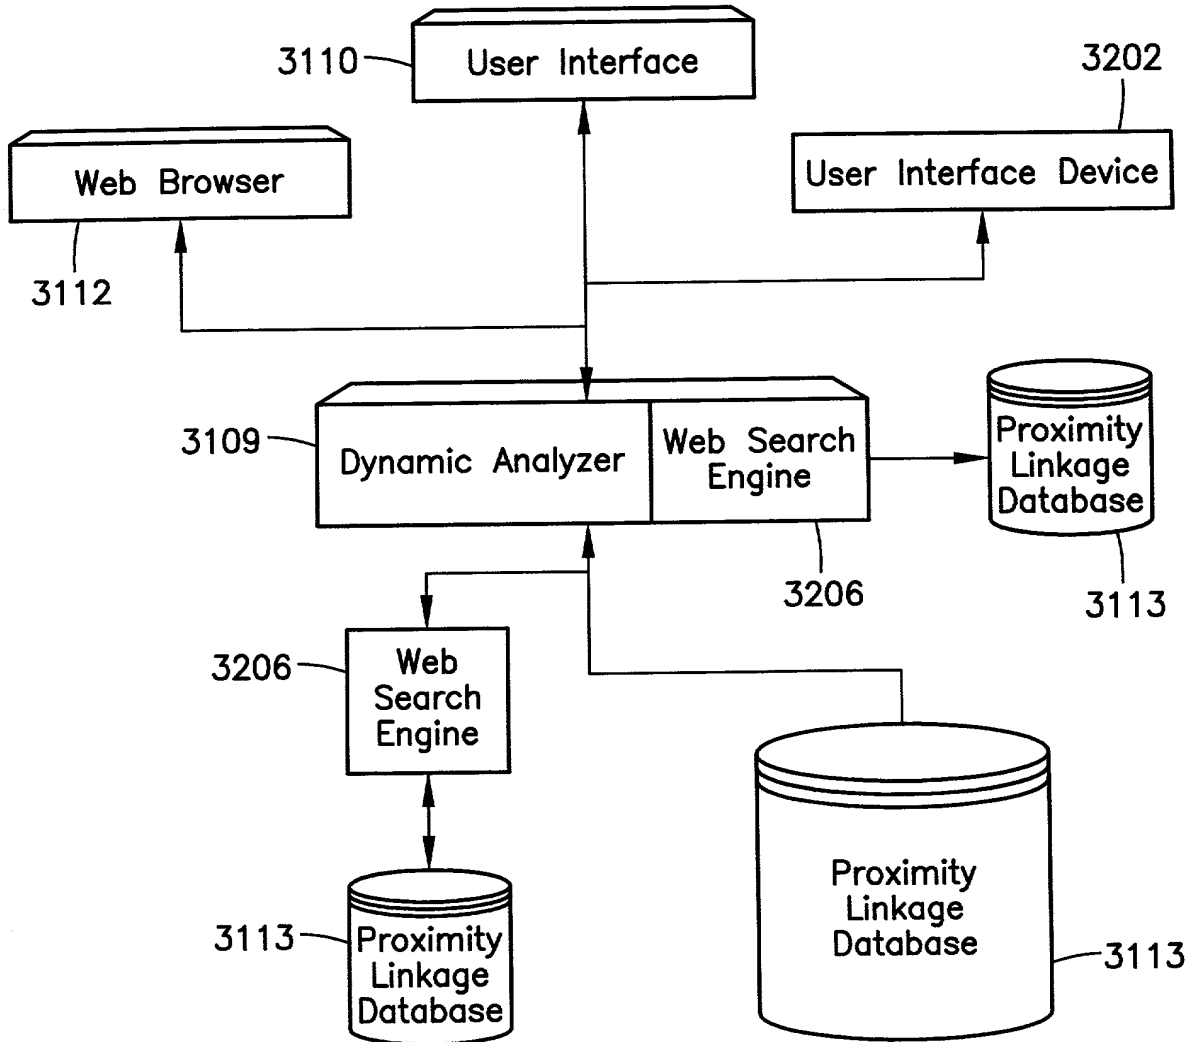 3110
User Interface
3202
Web Browser
User Interface Device
3112
3109
Dynamic Analyzer
Web Search
Engine
Proximity
Linkage
Database
3206
3113
3206
Web
Search
Engine
Proximity
Linkage
Database
3113
3113
Proximity
Linkage
Database